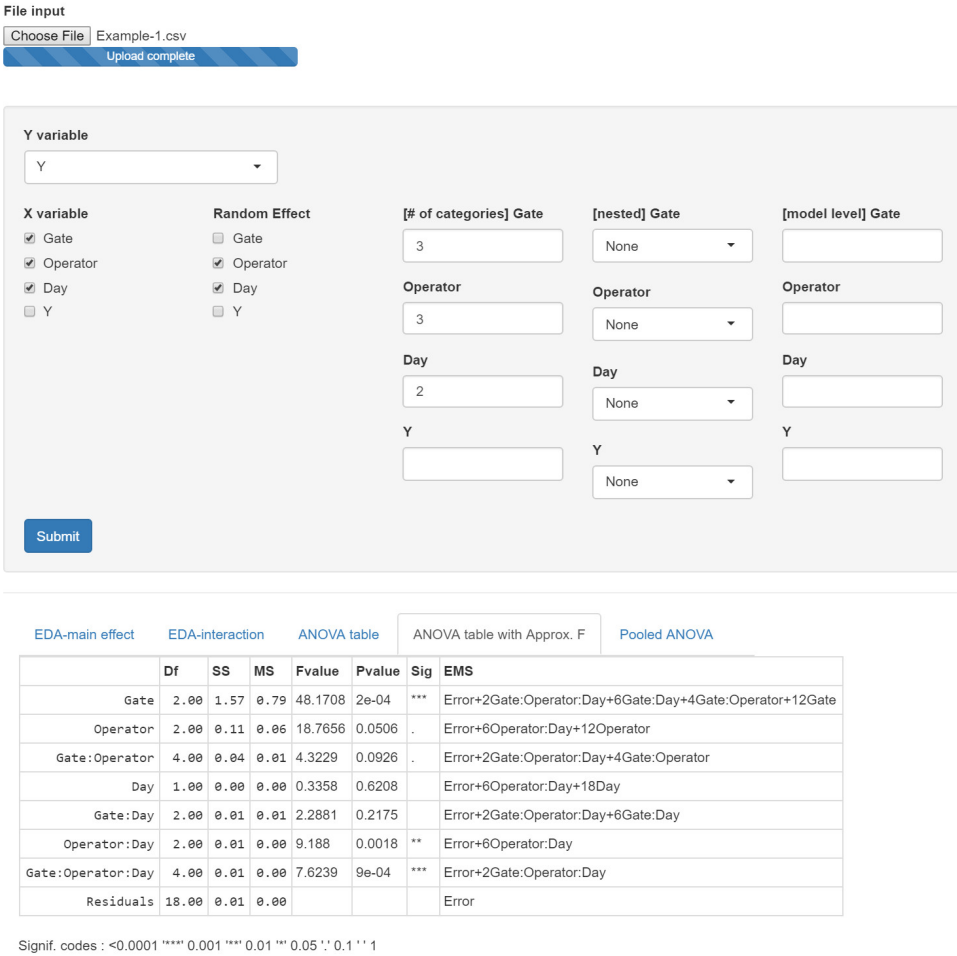 File input
Choose File Example-1.csv
Upload complete
Y variable
Y
X variable Random Effect [# of categories] Gate [nested] Gate [model level] Gate
Gate Gate 3 None
Operator Operator
Day Day Operator Operator Operator
Y Y 3 None
Day Day Day
2 None
Y Y Y
None
Submit
EDA-main effect EDA-interaction ANOVA table ANOVA table with Approx. F Pooled ANOVA
Df SS MS Fvalue Pvalue Sig EMS
Gate 2.00 1.57 0.79 48.1708 2e-04 *** Error+2Gate:Operator:Day+6Gate:Day+4Gate:Operator+12Gate
Operator 2.00 0.11 0.06 18.7656 0.0506 . Error+6Operator:Day+12Operator
Gate:Operator 4.00 0.04 0.01 4.3229 0.0926 . Error+2Gate:Operator:Day+4Gate:Operator
Day 1.00 0.00 0.00 0.3358 0.6208 Error+6Operator:Day+18Day
Gate:Day 2.00 0.01 0.01 2.2881 0.2175 Error+2Gate:Operator:Day+6Gate:Day
Operator:Day 2.00 0.01 0.00 9.188 0.0018 ** Error+6Operator:Day
Gate:Operator:Day 4.00 0.01 0.00 7.6239 9e-04 *** Error+2Gate:Operator:Day
Residuals 18.00 0.01 0.00 Error
Signif. codes : <0.0001 '***' 0.001 '**' 0.01 '*' 0.05 '.' 0.1 ' ' 1